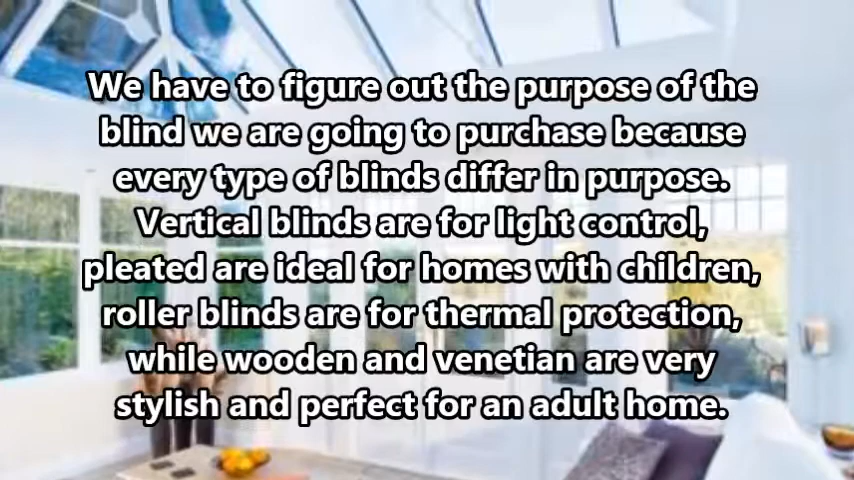 We have to figure out the purpose of the
blind we are going to purchase because
every type of blinds differ in purpose.
Vertical blinds are for light control,
pleated are ideal for homes with children,
roller blinds are for thermal protection,
while wooden and venetian are very
stylish and perfect for an adult home.